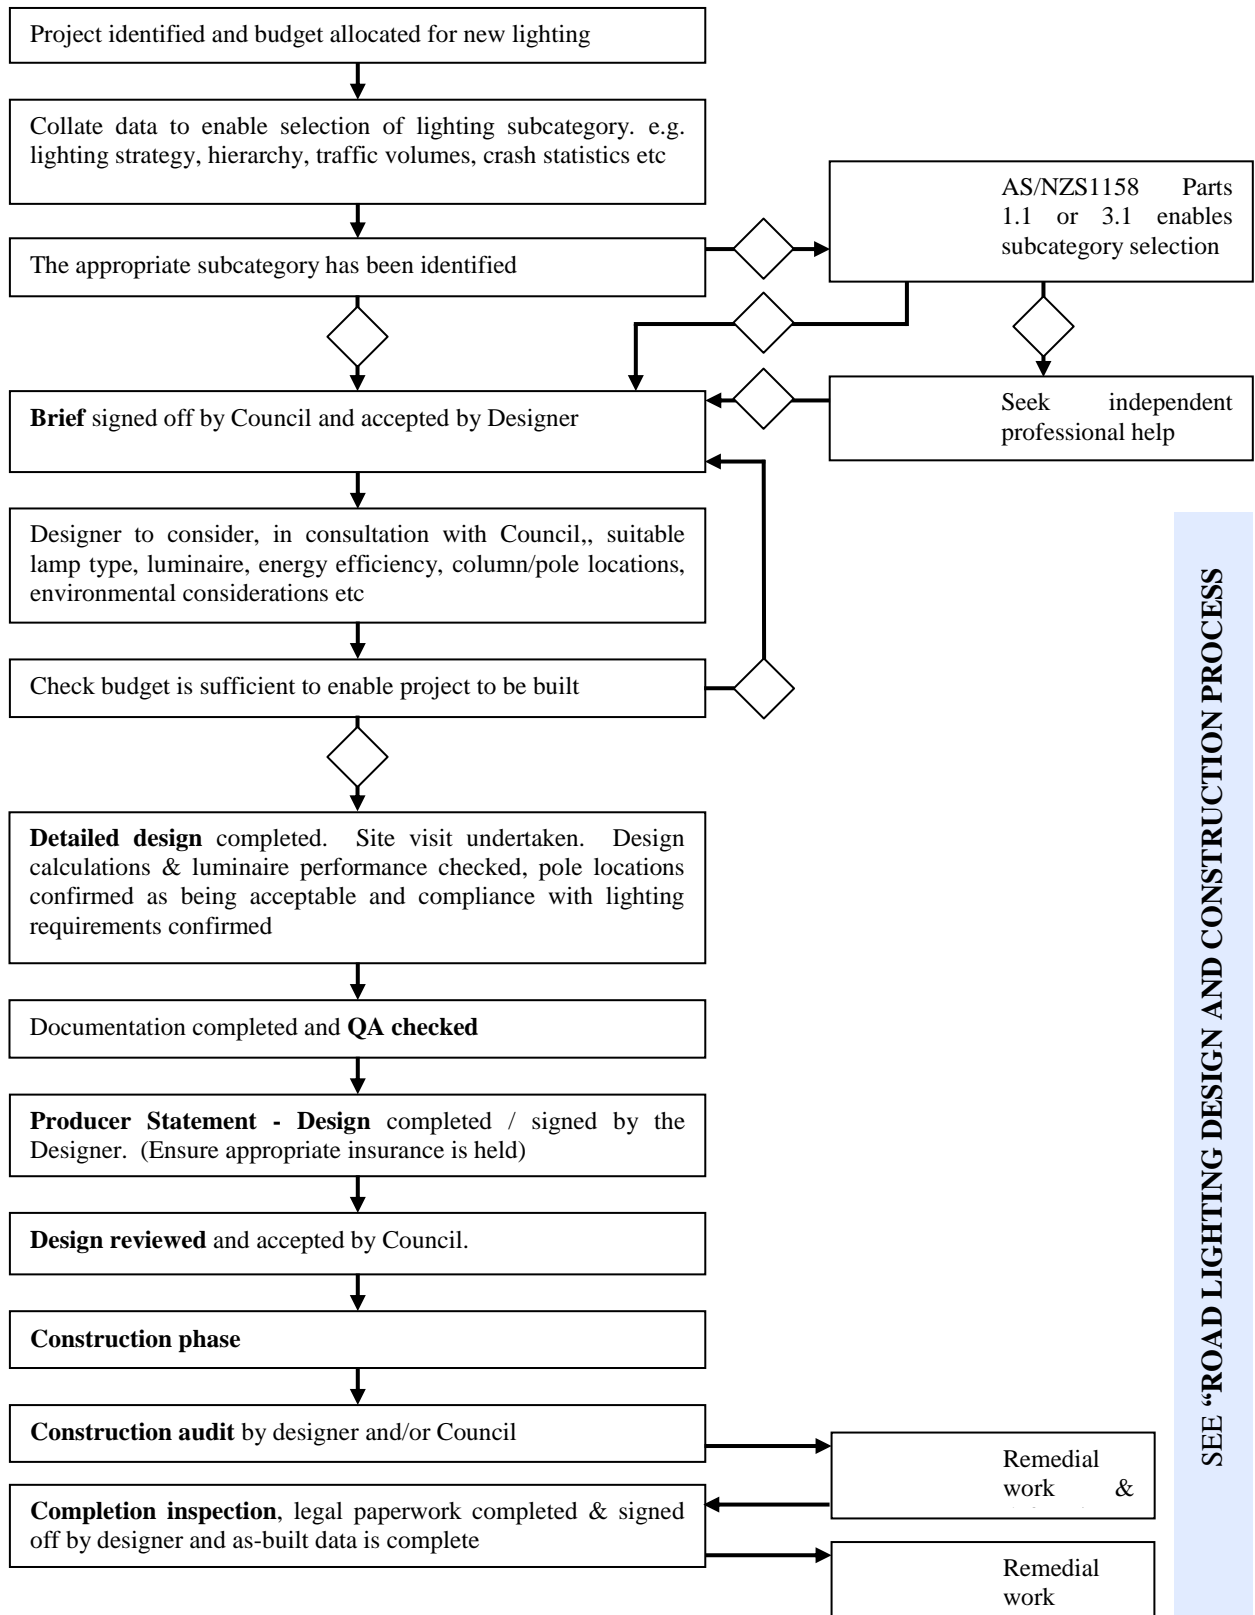 Project identified and budget allocated for new lighting
Collate data to enable selection of lighting subcategory. e.g.
lighting strategy, hierarchy, traffic volumes, crash statistics etc
AS/NZS1158 Parts
1.1 or 3.1 enables
subcategory selection
The appropriate subcategory has been identified
Brief signed off by Council and accepted by Designer
Seek independent
professional help
Designer to consider, in consultation with Council,, suitable
lamp type, luminaire, energy efficiency, column/pole locations,
environmental considerations etc
Check budget is sufficient to enable project to be built
Detailed design completed. Site visit undertaken. Design
calculations & luminaire performance checked, pole locations
confirmed as being acceptable and compliance with lighting
requirements confirmed
Documentation completed and QA checked
Producer Statement - Design completed / signed by the
Designer. (Ensure appropriate insurance is held)
Design reviewed and accepted by Council.
Construction phase
Construction audit by designer and/or Council
Remedial
work &
Completion inspection, legal paperwork completed & signed
off by designer and as-built data is complete
Remedial
work
SEE “ROAD LIGHTING DESIGN AND CONSTRUCTION PROCESS